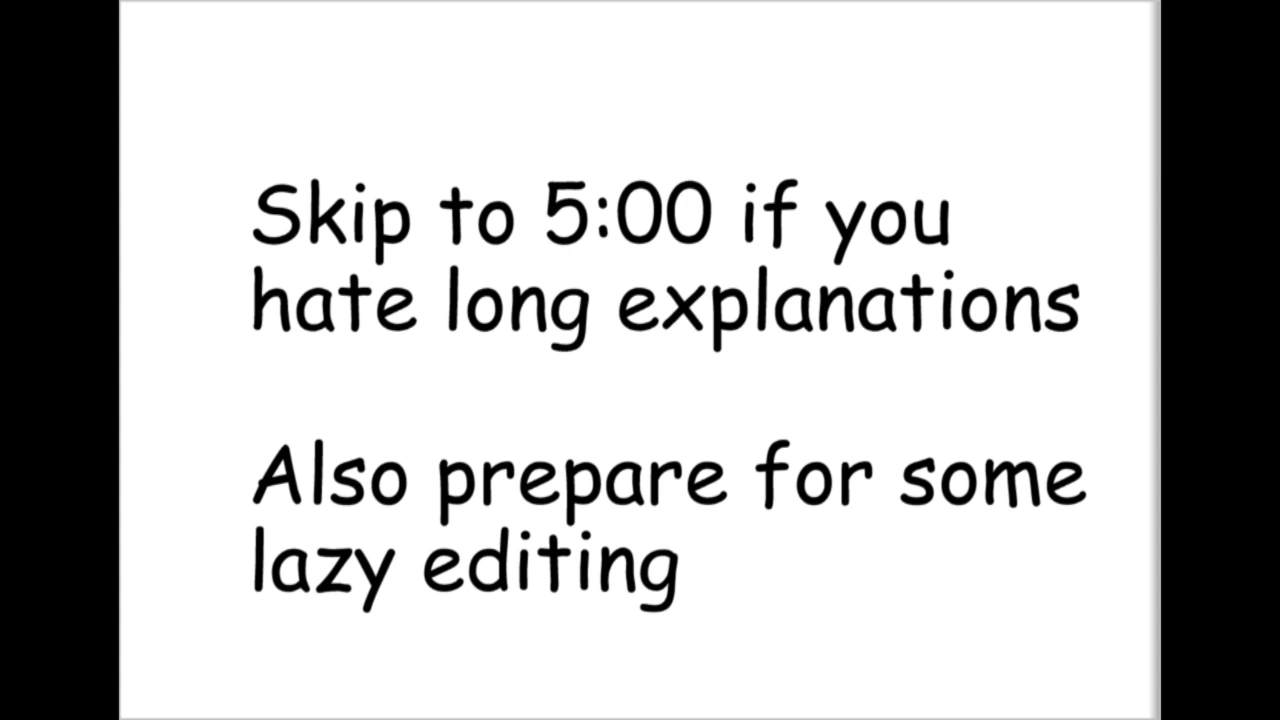 Skip to 5:00 if you
hate long explanations
Also prepare for some
lazy editing